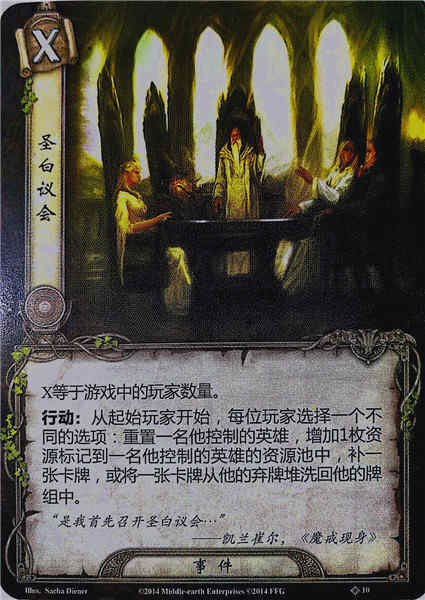 X
圣白议会
X等于游戏中的玩家数量。
行动：从起始玩家开始，每位玩家选择一个不
同的选项：重置一名他控制的英雄，增加1枚资
源标记到一名他控制的英雄的资源池中，补一
张卡牌，或将一张卡牌从他的弃牌堆洗回他的牌
组中。
“是我首先召开圣白议会…”
——凯兰崔尔，《魔戒现身》
事件
Illus. Sacha Diener
©2014 Middle-earth Enterprises ©2014 FFG
10